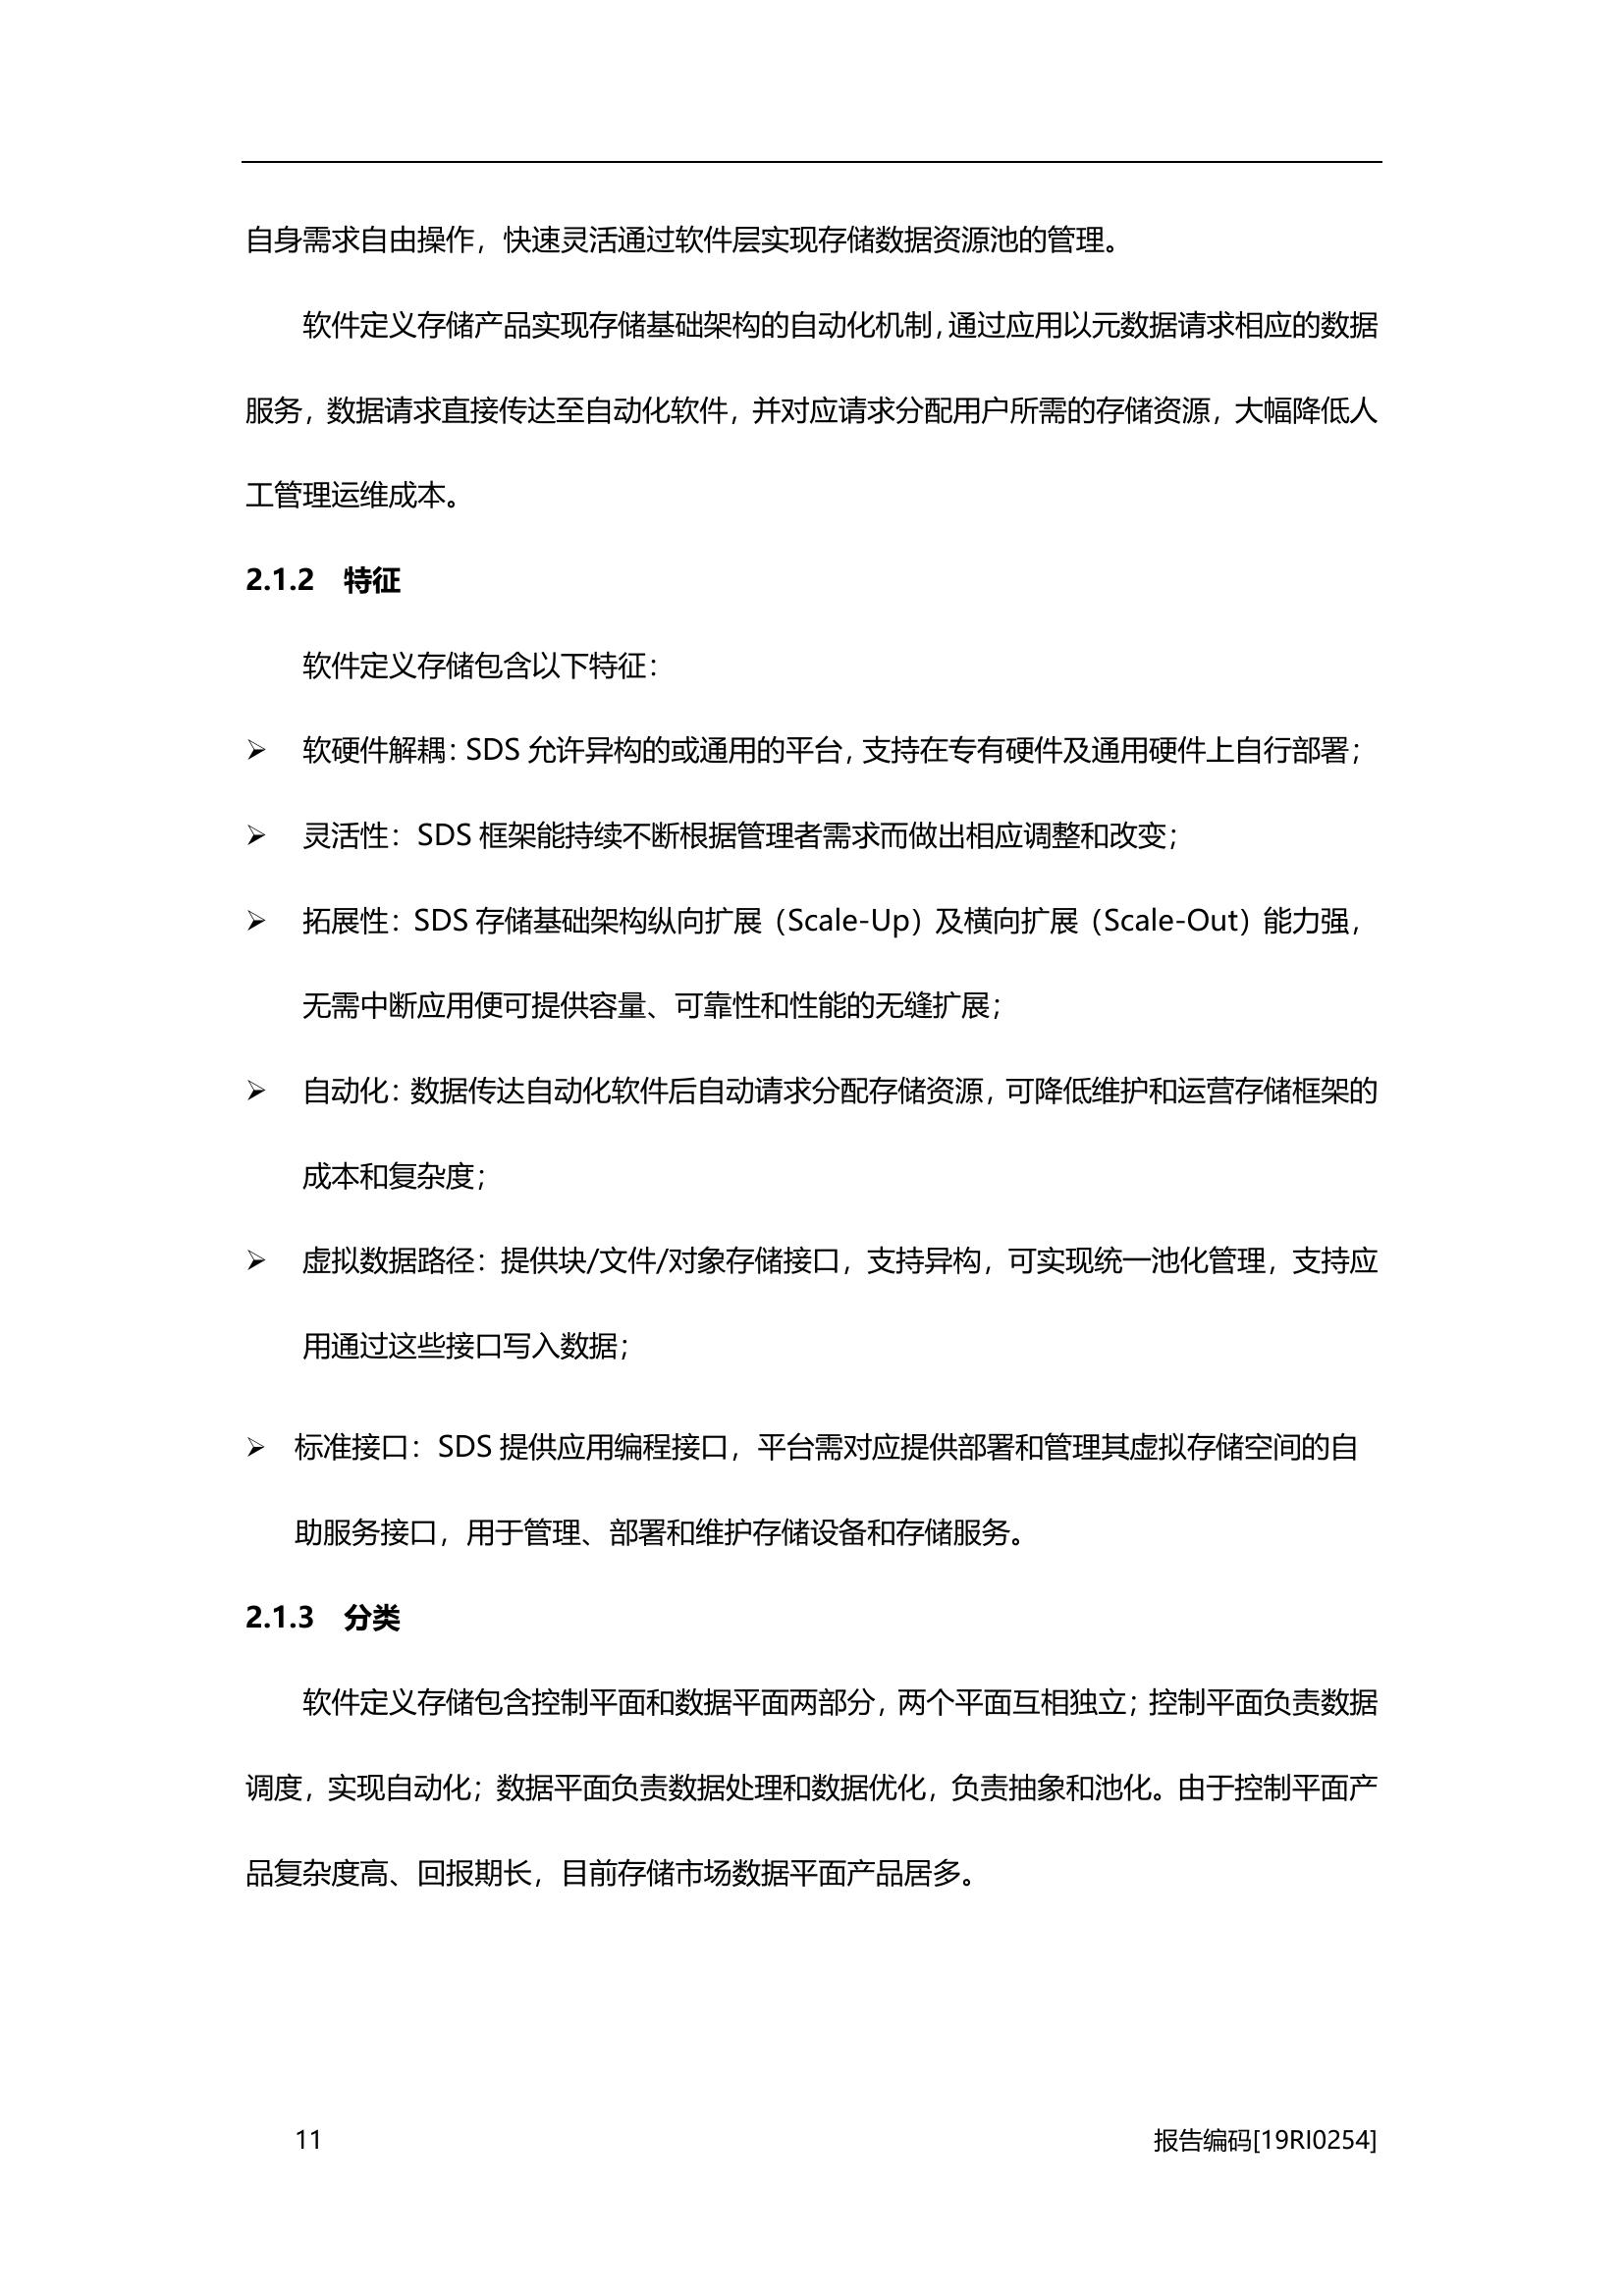 自身需求自由操作，快速灵活通过软件层实现存储数据资源池的管理。
软件定义存储产品实现存储基础架构的自动化机制，通过应用以元数据请求相应的数据
服务，数据请求直接传达至自动化软件，并对应请求分配用户所需的存储资源，大幅降低人
工管理运维成本。
2.1.2 特征
软件定义存储包含以下特征：
➢ 软硬件解耦：SDS 允许异构的或通用的平台，支持在专有硬件及通用硬件上自行部署；
➢ 灵活性：SDS 框架能持续不断根据管理者需求而做出相应调整和改变；
➢ 拓展性：SDS 存储基础架构纵向扩展（Scale-Up）及横向扩展（Scale-Out）能力强，
无需中断应用便可提供容量、可靠性和性能的无缝扩展；
➢ 自动化：数据传达自动化软件后自动请求分配存储资源，可降低维护和运营存储框架的
成本和复杂度；
➢ 虚拟数据路径：提供块/文件/对象存储接口，支持异构，可实现统一池化管理，支持应
用通过这些接口写入数据；
➢ 标准接口：SDS 提供应用编程接口，平台需对应提供部署和管理其虚拟存储空间的自
助服务接口，用于管理、部署和维护存储设备和存储服务。
2.1.3 分类
软件定义存储包含控制平面和数据平面两部分，两个平面互相独立；控制平面负责数据
调度，实现自动化；数据平面负责数据处理和数据优化，负责抽象和池化。由于控制平面产
品复杂度高、回报期长，目前存储市场数据平面产品居多。
11 报告编码[19RI0254]